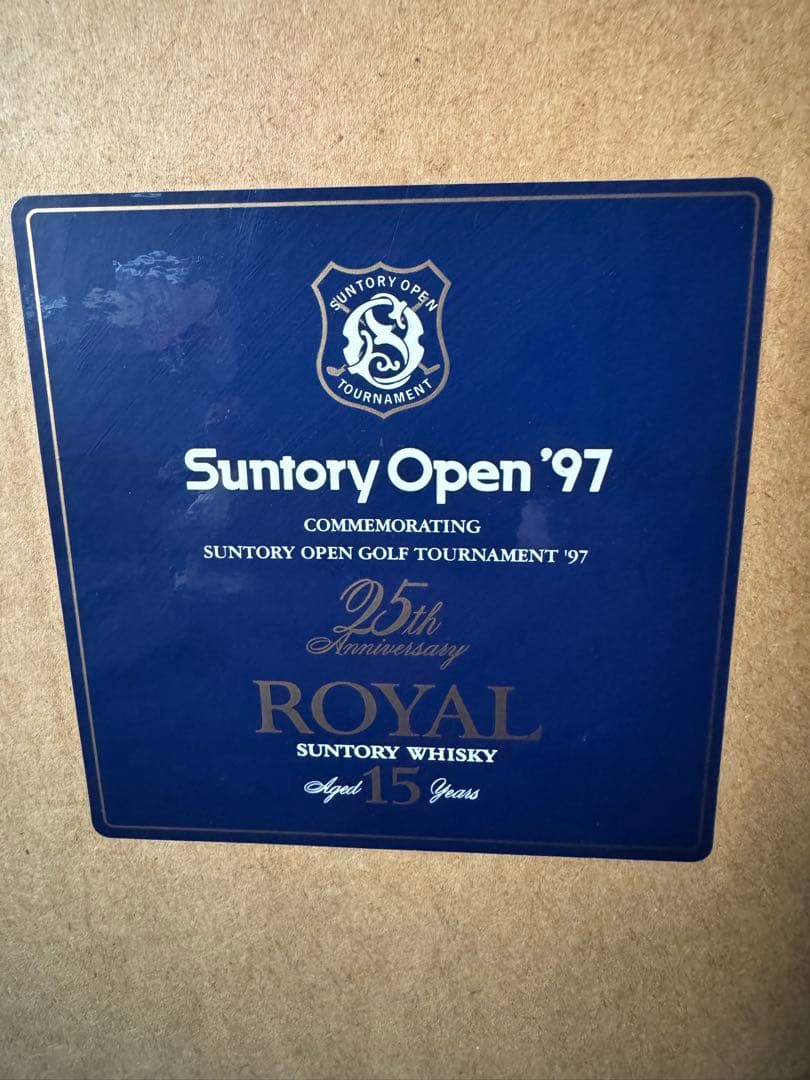 SUNTORY OPEN
TOURNAMENT
Suntory Open '97
COMMEMORATING
SUNTORY OPEN GOLF TOURNAMENT '97
25th
Anniversary
ROYAL
SUNTORY WHISKY
Aged 15 Years